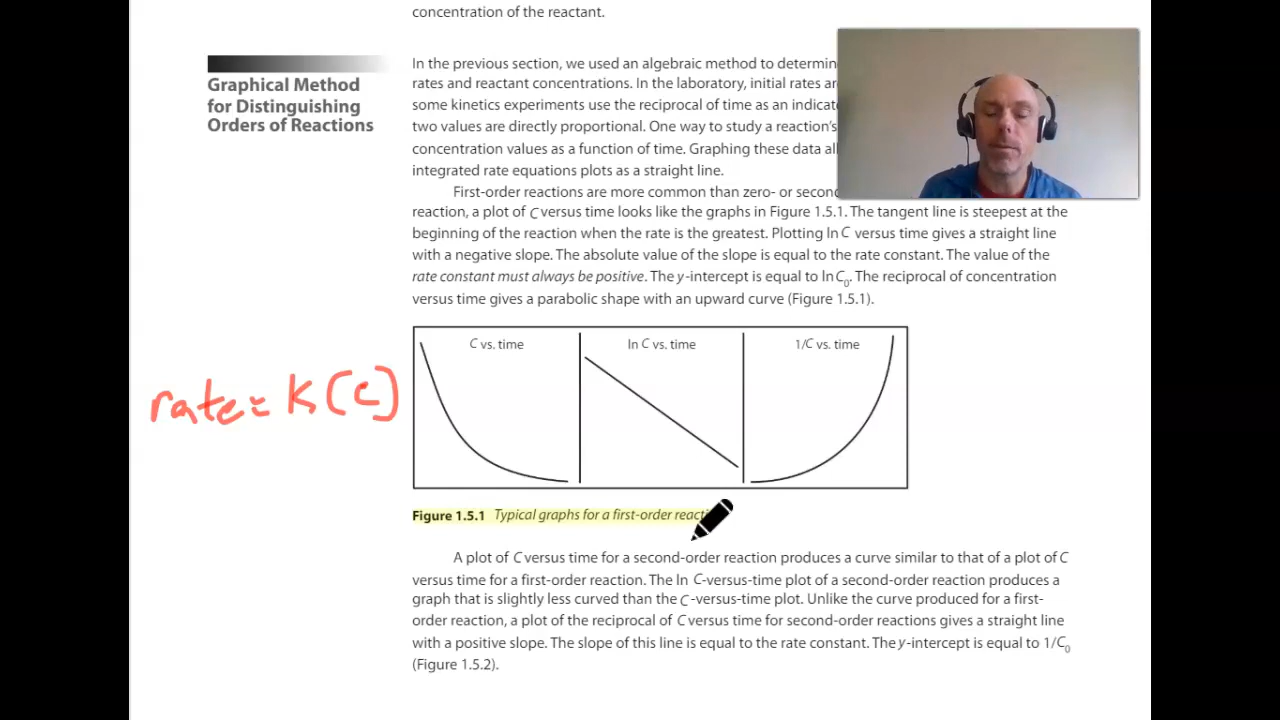 concentration of the reactant.
Graphical Method
for Distinguishing
Orders of Reactions
In the previous section, we used an algebraic method to determin
rates and reactant concentrations. In the laboratory, initial rates ar
some kinetics experiments use the reciprocal of time as an indicat
two values are directly proportional. One way to study a reaction's
concentration values as a function of time. Graphing these data al
integrated rate equations plots as a straight line.
First-order reactions are more common than zero- or second
reaction, a plot of C versus time looks like the graphs in Figure 1.5.1. The tangent line is steepest at the
beginning of the reaction when the rate is the greatest. Plotting ln C versus time gives a straight line
with a negative slope. The absolute value of the slope is equal to the rate constant. The value of the
rate constant must always be positive. The y-intercept is equal to ln C₀. The reciprocal of concentration
versus time gives a parabolic shape with an upward curve (Figure 1.5.1).
C vs. time
ln C vs. time
1/C vs. time
rate = K[C]
Figure 1.5.1 Typical graphs for a first-order reacti
A plot of C versus time for a second-order reaction produces a curve similar to that of a plot of C
versus time for a first-order reaction. The ln C-versus-time plot of a second-order reaction produces a
graph that is slightly less curved than the C-versus-time plot. Unlike the curve produced for a first-
order reaction, a plot of the reciprocal of C versus time for second-order reactions gives a straight line
with a positive slope. The slope of this line is equal to the rate constant. The y-intercept is equal to 1/C₀
(Figure 1.5.2).